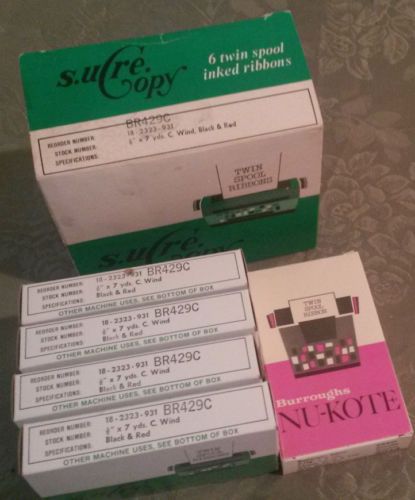 s.uCre.
Copy
6 twin spool
inked ribbons
REORDER NUMBER: BR429C
STOCK NUMBER: 18-2323-931
SPECIFICATIONS: ½" x 7 yds. C. Wind, Black & Red
TWIN
SPOOL
RIBBONS
s.uCre.
REORDER NUMBER: 18-2323-931 BR429C
STOCK NUMBER: ½" x 7 yds. C. Wind
SPECIFICATIONS: Black & Red
OTHER MACHINE USES, SEE BOTTOM OF BOX
REORDER NUMBER: 18-2323-931 BR429C
STOCK NUMBER: ½" x 7 yds. C. Wind
SPECIFICATIONS: Black & Red
OTHER MACHINE USES, SEE BOTTOM OF BOX
REORDER NUMBER: 18-2323-931 BR429C
STOCK NUMBER: ½" x 7 yds. C. Wind
SPECIFICATIONS: Black & Red
OTHER MACHINE USES, SEE BOTTOM OF BOX
REORDER NUMBER: 18-2323-931 BR429C
STOCK NUMBER: ½" x 7 yds. C. Wind
SPECIFICATIONS: Black & Red
OTHER MACHINE USES, SEE BOTTOM OF BOX
TWIN
SPOOL
RIBBON
Burroughs
NU-KOTE